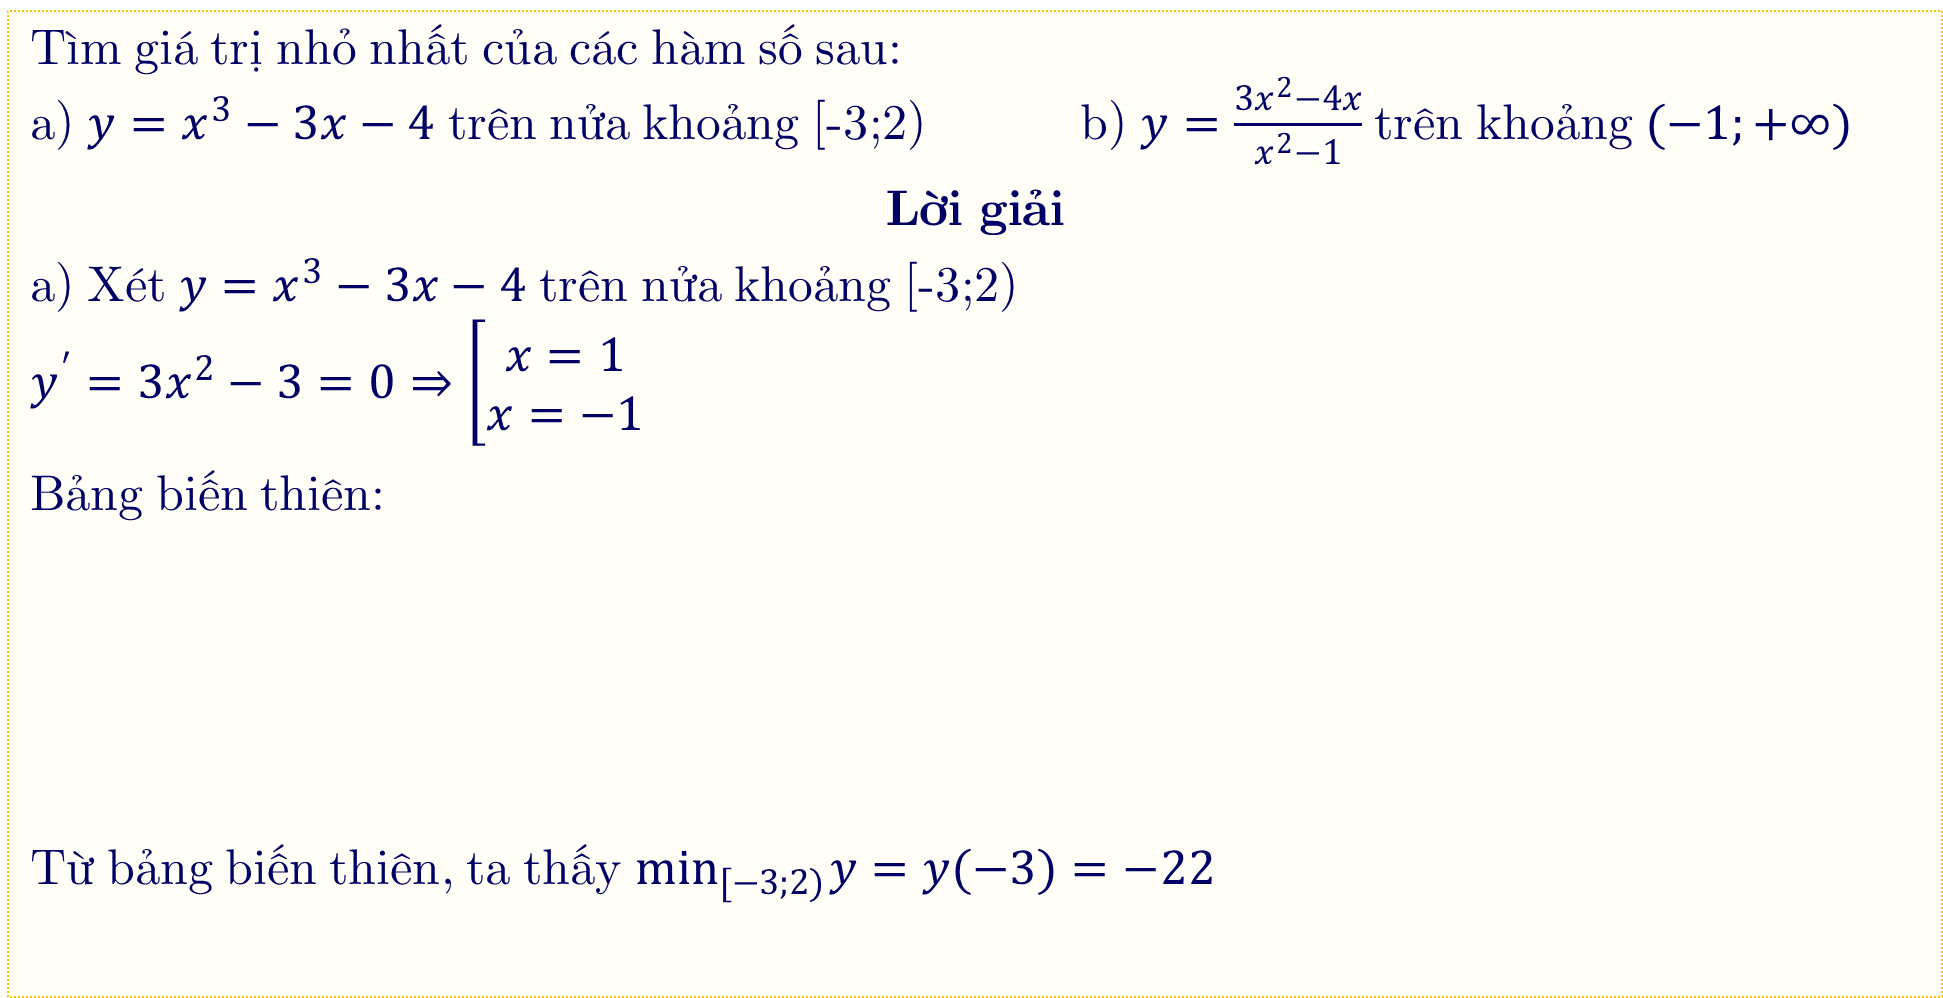 Tìm giá trị nhỏ nhất của các hàm số sau:
a) y = x³ − 3x − 4 trên nửa khoảng [-3;2) b) y = \frac{3x²−4x}{x²−1} trên khoảng (−1; +∞)
Lời giải
a) Xét y = x³ − 3x − 4 trên nửa khoảng [-3;2)
y′ = 3x² − 3 = 0 ⇒ [ x = 1
x = −1
Bảng biến thiên:
Từ bảng biến thiên, ta thấy min_{[−3;2)} y = y(−3) = −22